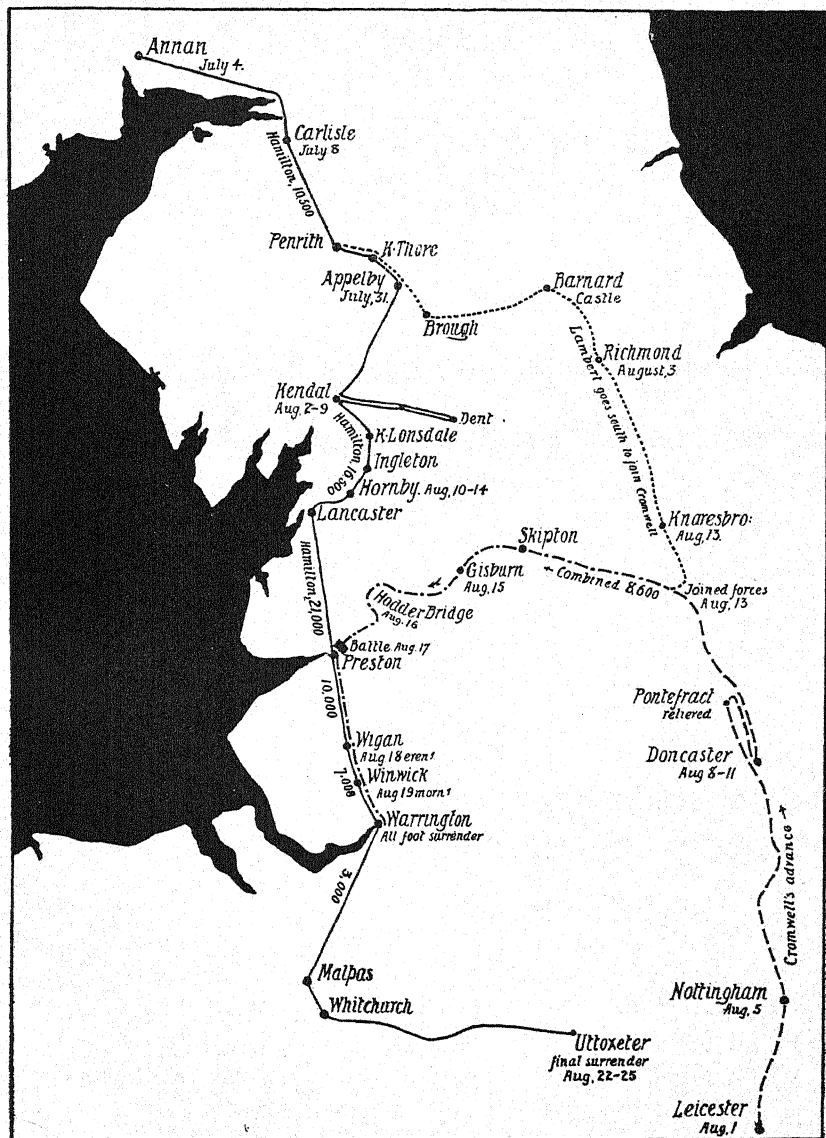 Annan
July 4.
Carlisle
July 8
Hamilton, 10,500
Penrith
K·Thore
Appelby
July, 31.
Brough
Barnard
Castle
Richmond
August, 3
Lambert goes south to join Cromwell
Kendal
Aug, 2-9
Dent
Hamilton, 16,500
K·Lonsdale
Ingleton
Hornby. Aug, 10-14
Lancaster
Knaresbro:
Aug, 13.
Skipton
Gisburn
Aug, 15
Combined 8,600
Joined forces
Aug, 13
Hodder Bridge
Aug. 16
Hamilton, 21,000
Battle Aug. 17
Preston
10,000
Pontefract
relieved
Doncaster
Aug 8-11
Wigan
Aug 18 evenᵗ
7,000
Winwick
Aug 19 mornᵗ
Warrington
All foot surrender
3,000
Cromwell's advance
Malpas
Whitchurch
Nottingham
Aug, 5
Uttoxeter
final surrender
Aug, 22-25
Leicester
Aug, 1